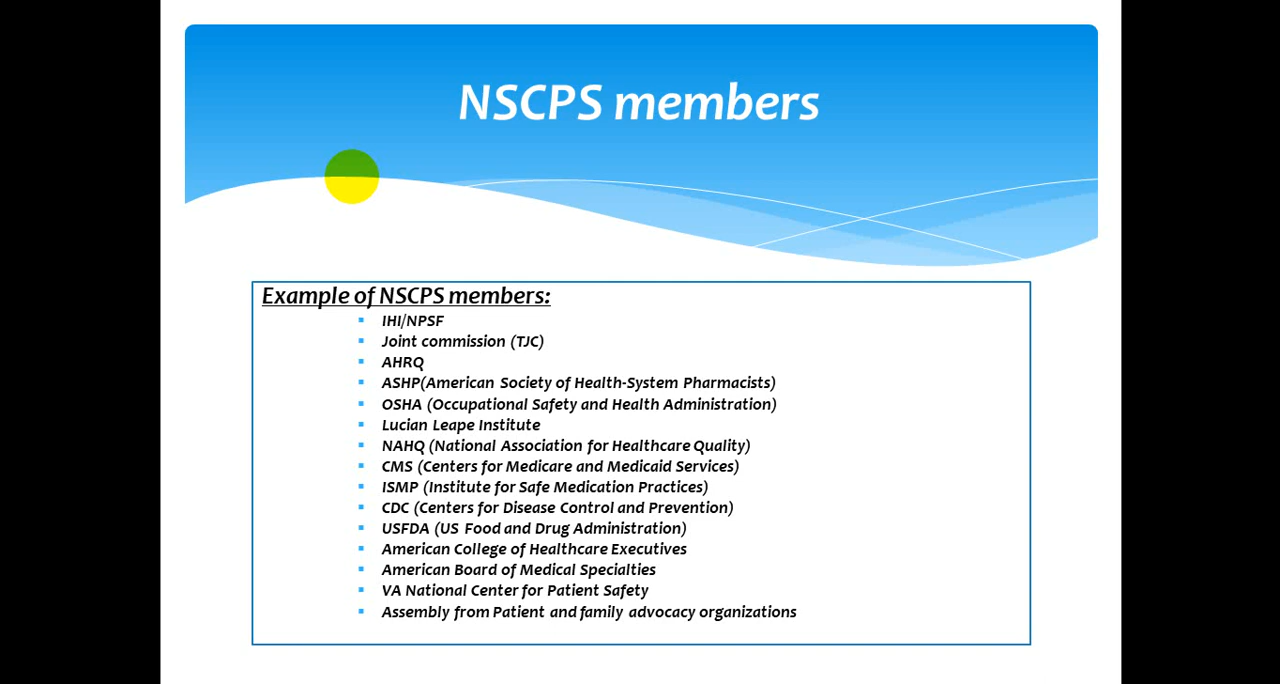 NSCPS members
Example of NSCPS members:
IHI/NPSF
Joint commission (TJC)
AHRQ
ASHP(American Society of Health-System Pharmacists)
OSHA (Occupational Safety and Health Administration)
Lucian Leape Institute
NAHQ (National Association for Healthcare Quality)
CMS (Centers for Medicare and Medicaid Services)
ISMP (Institute for Safe Medication Practices)
CDC (Centers for Disease Control and Prevention)
USFDA (US Food and Drug Administration)
American College of Healthcare Executives
American Board of Medical Specialties
VA National Center for Patient Safety
Assembly from Patient and family advocacy organizations